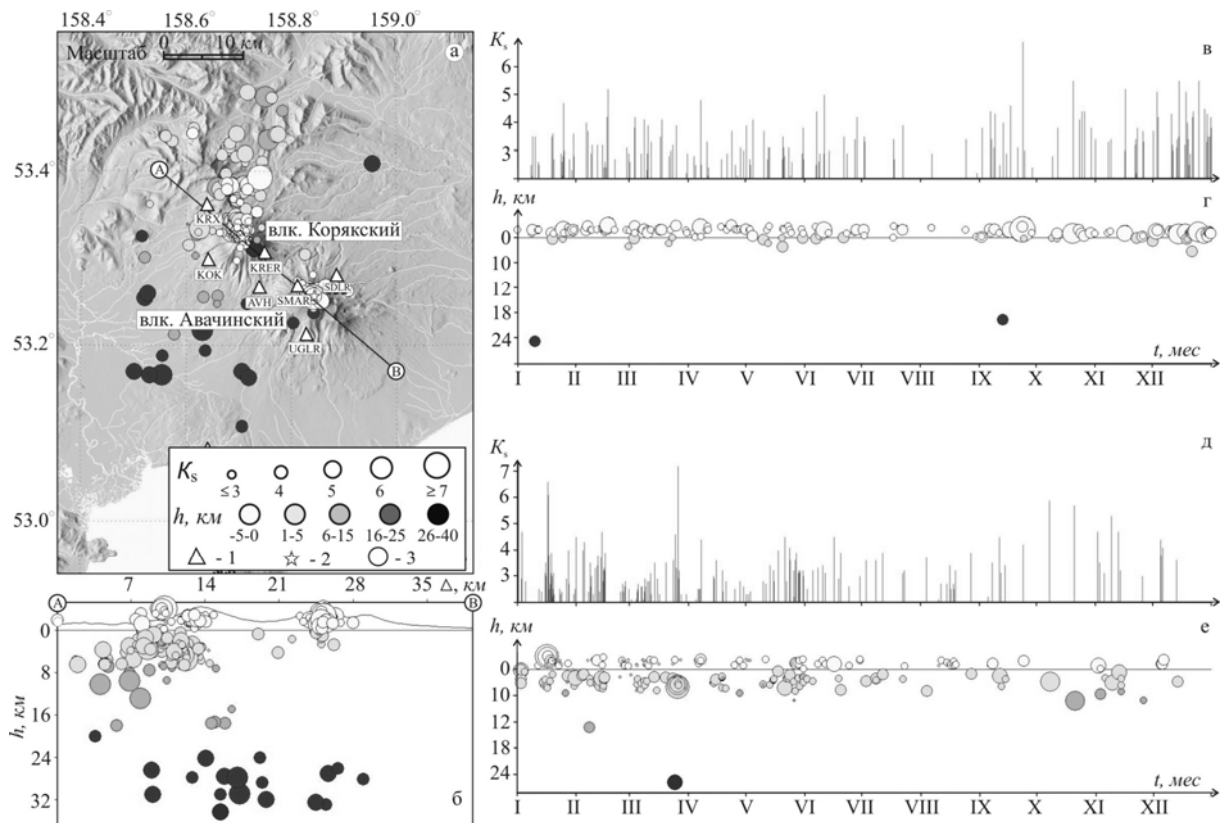 158.4° 158.6° 158.8° 159.0°
Масштаб 0 10 км
а
53.4°
53.2°
53.0°
A
KRX
влк. Корякский
KOK
KRER
AVH
SMAR
SDLR
влк. Авачинский
UGLR
B
Ks
≤3 4 5 6 ≥7
h, км
-5-0 1-5 6-15 16-25 26-40
- 1 - 2 - 3
7 14 21 28 35 △, км
A B
0
8
16
24
32
h, км
б
Ks
в
6
5
4
3
h, км
г
0
10
12
18
24
t, мес
I II III IV V VI VII VIII IX X XI XII
Ks
д
7
6
5
4
3
h, км
е
0
10
12
18
24
t, мес
I II III IV V VI VII VIII IX X XI XII